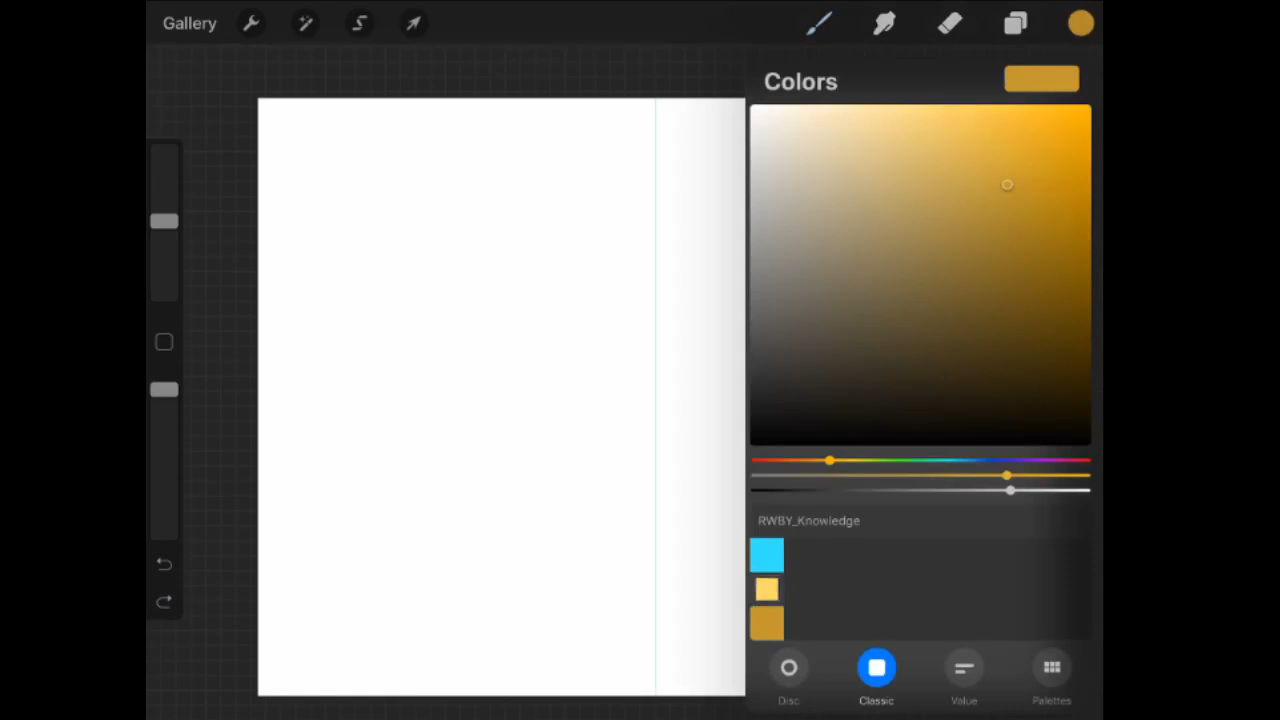 Gallery
Colors
RWBY_Knowledge
Disc
Classic
Value
Palettes